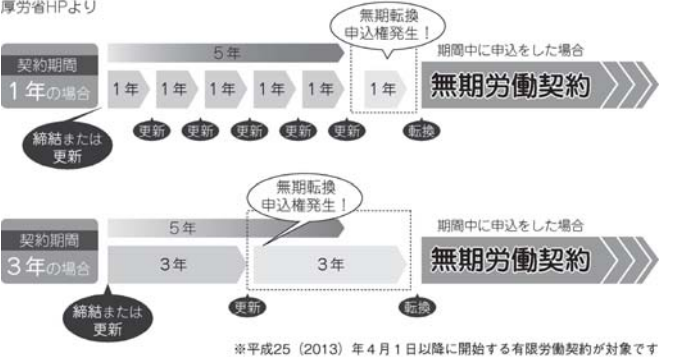 厚労省HPより
無期転換
申込権発生！
5年
期間中に申込をした場合
契約期間
1年の場合
1年
1年
1年
1年
1年
1年
無期労働契約
更新
更新
更新
更新
更新
転換
締結または
更新
無期転換
申込権発生！
5年
期間中に申込をした場合
契約期間
3年の場合
3年
3年
無期労働契約
更新
転換
締結または
更新
※平成25（2013）年４月１日以降に開始する有限労働契約が対象です